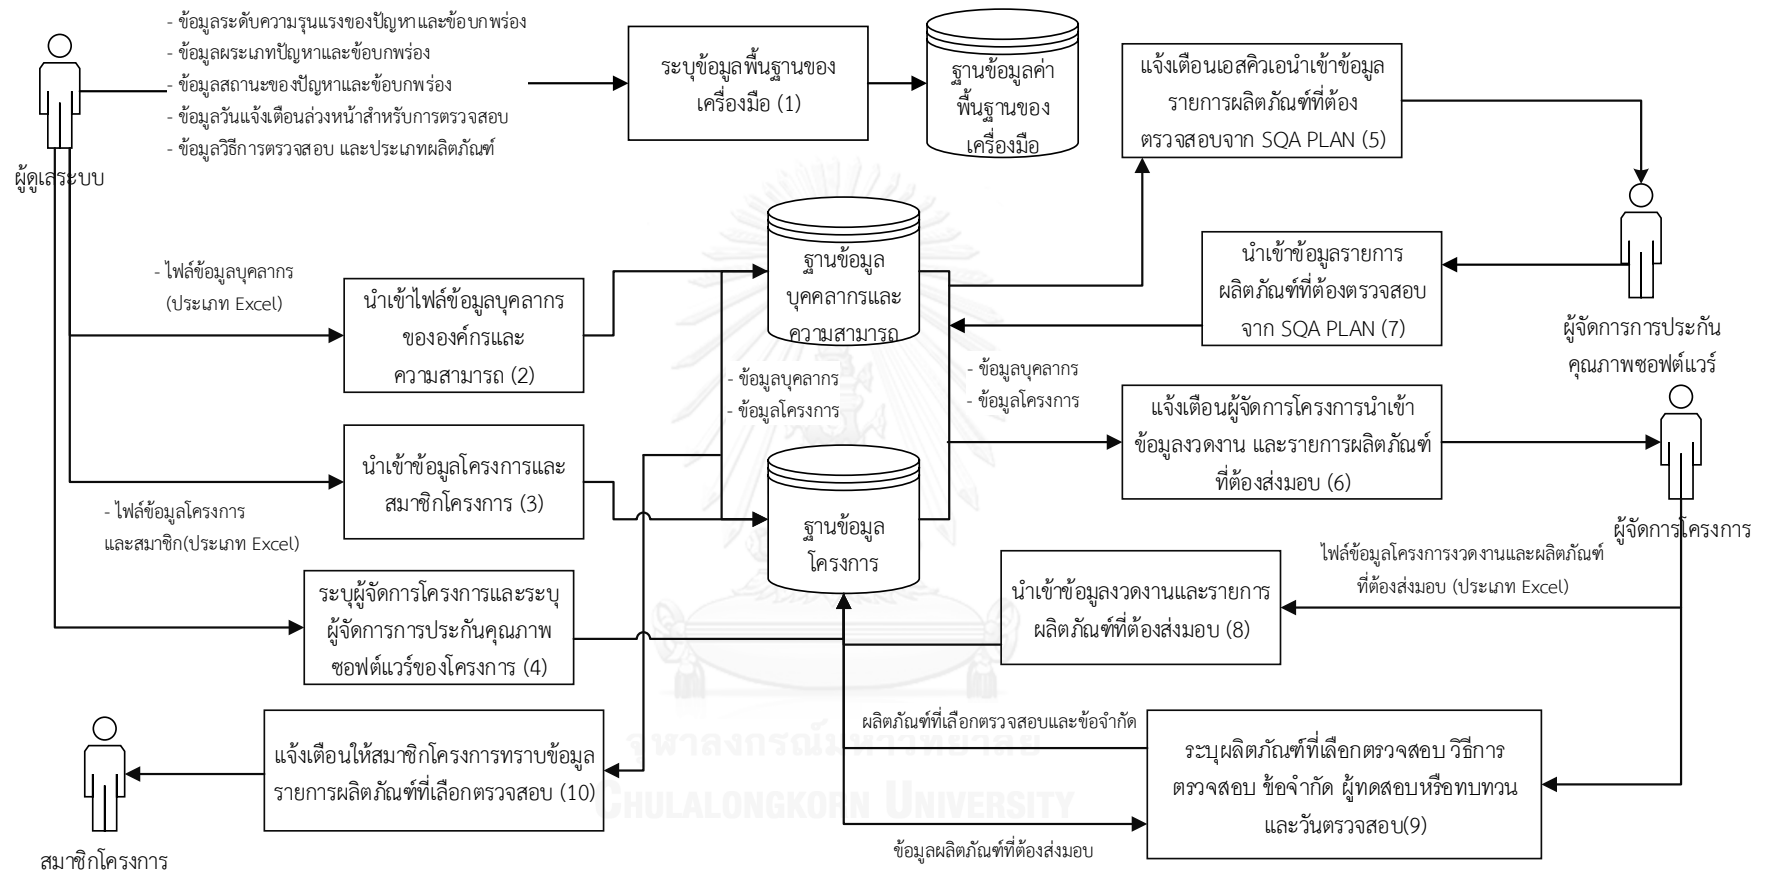 - ข้อมูลระดับความรุนแรงของปัญหาและข้อบกพร่อง
- ข้อมูลผระเภทปัญหาและข้อบกพร่อง
- ข้อมูลสถานะของปัญหาและข้อบกพร่อง
- ข้อมูลวันแจ้งเตือนล่วงหน้าสำหรับการตรวจสอบ
- ข้อมูลวิธีการตรวจสอบ และประเภทผลิตภัณฑ์
ผู้ดูแลระบบ
ระบุข้อมูลพื้นฐานของ
เครื่องมือ (1)
ฐานข้อมูลค่า
พื้นฐานของ
เครื่องมือ
แจ้งเตือนเอสคิวเอนำเข้าข้อมูล
รายการผลิตภัณฑ์ที่ต้อง
ตรวจสอบจาก SQA PLAN (5)
- ไฟล์ข้อมูลบุคลากร
(ประเภท Excel)
นำเข้าไฟล์ข้อมูลบุคลากร
ขององค์กรและ
ความสามารถ (2)
ฐานข้อมูล
บุคคลากรและ
ความสามารถ
นำเข้าข้อมูลรายการ
ผลิตภัณฑ์ที่ต้องตรวจสอบ
จาก SQA PLAN (7)
ผู้จัดการการประกัน
คุณภาพซอฟต์แวร์
- ข้อมูลบุคลากร
- ข้อมูลโครงการ
- ข้อมูลบุคลากร
- ข้อมูลโครงการ
แจ้งเตือนผู้จัดการโครงการนำเข้า
ข้อมูลงวดงาน และรายการผลิตภัณฑ์
ที่ต้องส่งมอบ (6)
นำเข้าข้อมูลโครงการและ
สมาชิกโครงการ (3)
- ไฟล์ข้อมูลโครงการ
และสมาชิก(ประเภท Excel)
ฐานข้อมูล
โครงการ
ผู้จัดการโครงการ
ไฟล์ข้อมูลโครงการงวดงานและผลิตภัณฑ์
ที่ต้องส่งมอบ (ประเภท Excel)
ระบุผู้จัดการโครงการและระบุ
ผู้จัดการการประกันคุณภาพ
ซอฟต์แวร์ของโครงการ (4)
นำเข้าข้อมูลงวดงานและรายการ
ผลิตภัณฑ์ที่ต้องส่งมอบ (8)
แจ้งเตือนให้สมาชิกโครงการทราบข้อมูล
รายการผลิตภัณฑ์ที่เลือกตรวจสอบ (10)
สมาชิกโครงการ
ผลิตภัณฑ์ที่เลือกตรวจสอบและข้อจำกัด
ระบุผลิตภัณฑ์ที่เลือกตรวจสอบ วิธีการ
ตรวจสอบ ข้อจำกัด ผู้ทดสอบหรือทบทวน
และวันตรวจสอบ(9)
ข้อมูลผลิตภัณฑ์ที่ต้องส่งมอบ
จุฬาลงกรณ์มหาวิทยาลัย
CHULALONGKORN UNIVERSITY